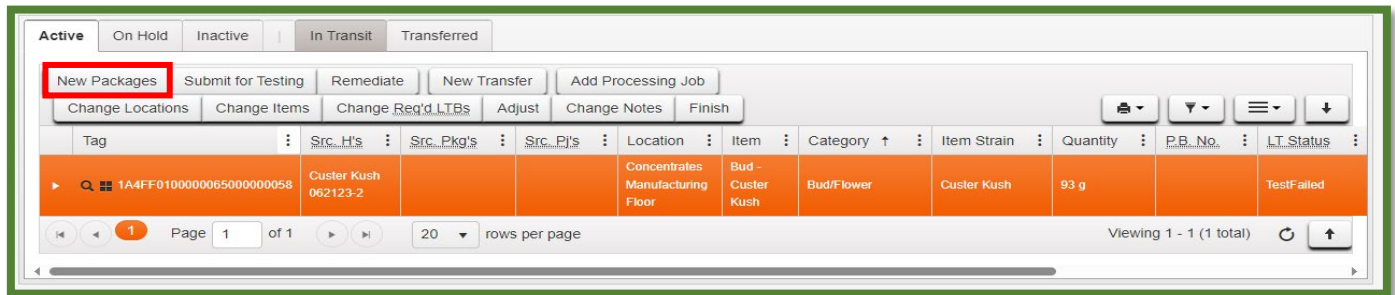 Active On Hold Inactive | In Transit Transferred
New Packages Submit for Testing Remediate New Transfer Add Processing Job
Change Locations Change Items Change Req'd LTBs Adjust Change Notes Finish
Tag Src. H's Src. Pkg's Src. Pj's Location Item Category ↑ Item Strain Quantity P.B. No. LT Status
1A4FF0100000065000000058 Custer Kush 062123-2 Concentrates Manufacturing Floor Bud - Custer Kush Bud/Flower Custer Kush 93 g TestFailed
1 Page 1 of 1 20 rows per page Viewing 1 - 1 (1 total)